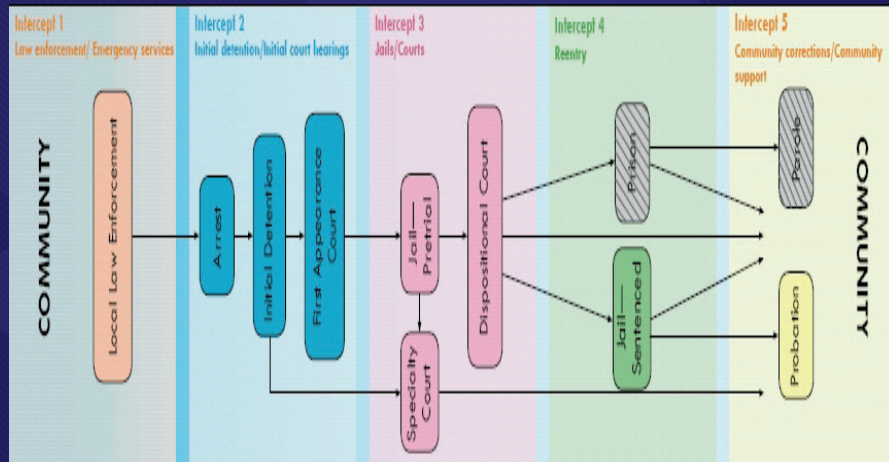 Intercept 1
Law enforcement/ Emergency services
Intercept 2
Initial detention/Initial court hearings
Intercept 3
Jails/Courts
Intercept 4
Reentry
Intercept 5
Community corrections/Community
support
COMMUNITY
Local Law Enforcement
Arrest
Initial Detention
First Appearance
Court
Jail—
Pretrial
Specialty
Court
Dispositional Court
Prison
Jail—
Sentenced
Parole
Probation
COMMUNITY